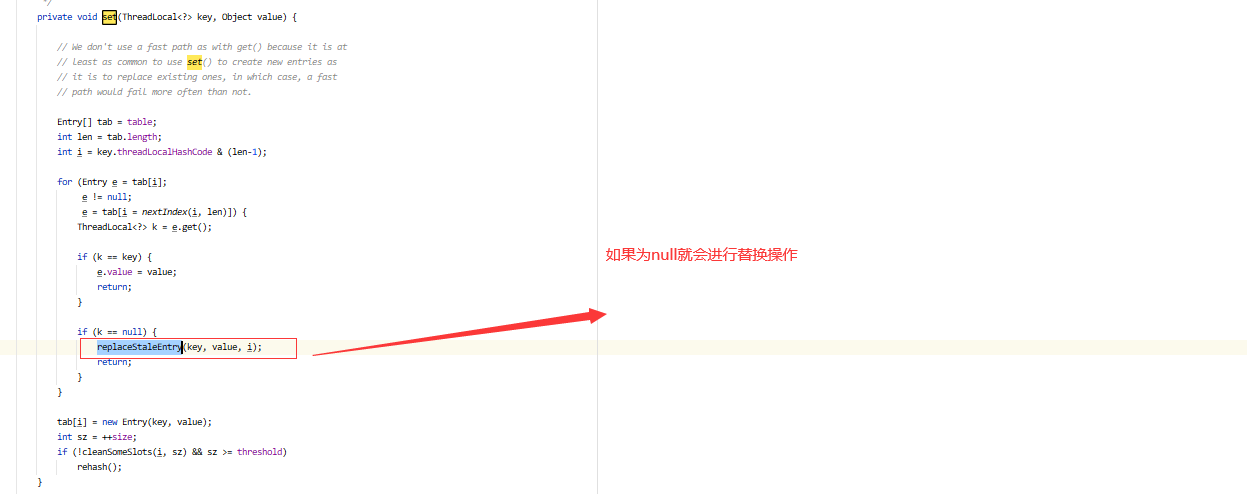 */
private void set(ThreadLocal<?> key, Object value) {
// We don't use a fast path as with get() because it is at
// least as common to use set() to create new entries as
// it is to replace existing ones, in which case, a fast
// path would fail more often than not.
Entry[] tab = table;
int len = tab.length;
int i = key.threadLocalHashCode & (len-1);
for (Entry e = tab[i];
e != null;
e = tab[i = nextIndex(i, len)]) {
ThreadLocal<?> k = e.get();
if (k == key) {
e.value = value;
return;
}
如果为null就会进行替换操作
if (k == null) {
replaceStaleEntry(key, value, i);
return;
}
}
tab[i] = new Entry(key, value);
int sz = ++size;
if (!cleanSomeSlots(i, sz) && sz >= threshold)
rehash();
}